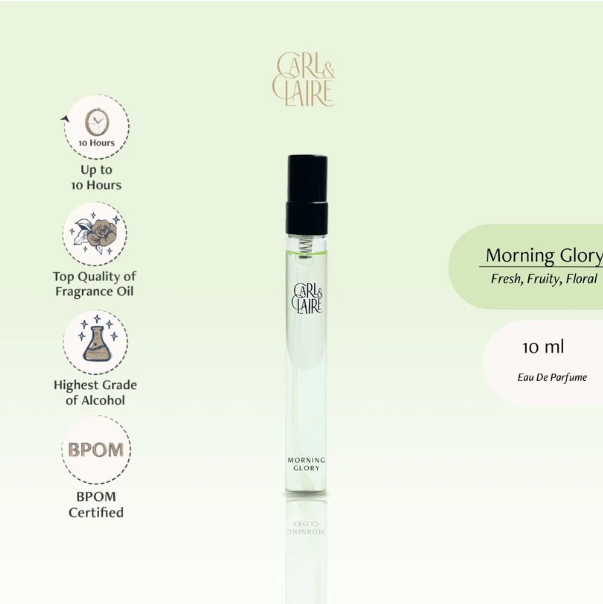 CARL&
CLAIRE
10 Hours
Up to
10 Hours
Top Quality of
Fragrance Oil
Highest Grade
of Alcohol
BPOM
BPOM
Certified
CARL&
CLAIRE
MORNING
GLORY
Morning Glory
Fresh, Fruity, Floral
10 ml
Eau De Parfume